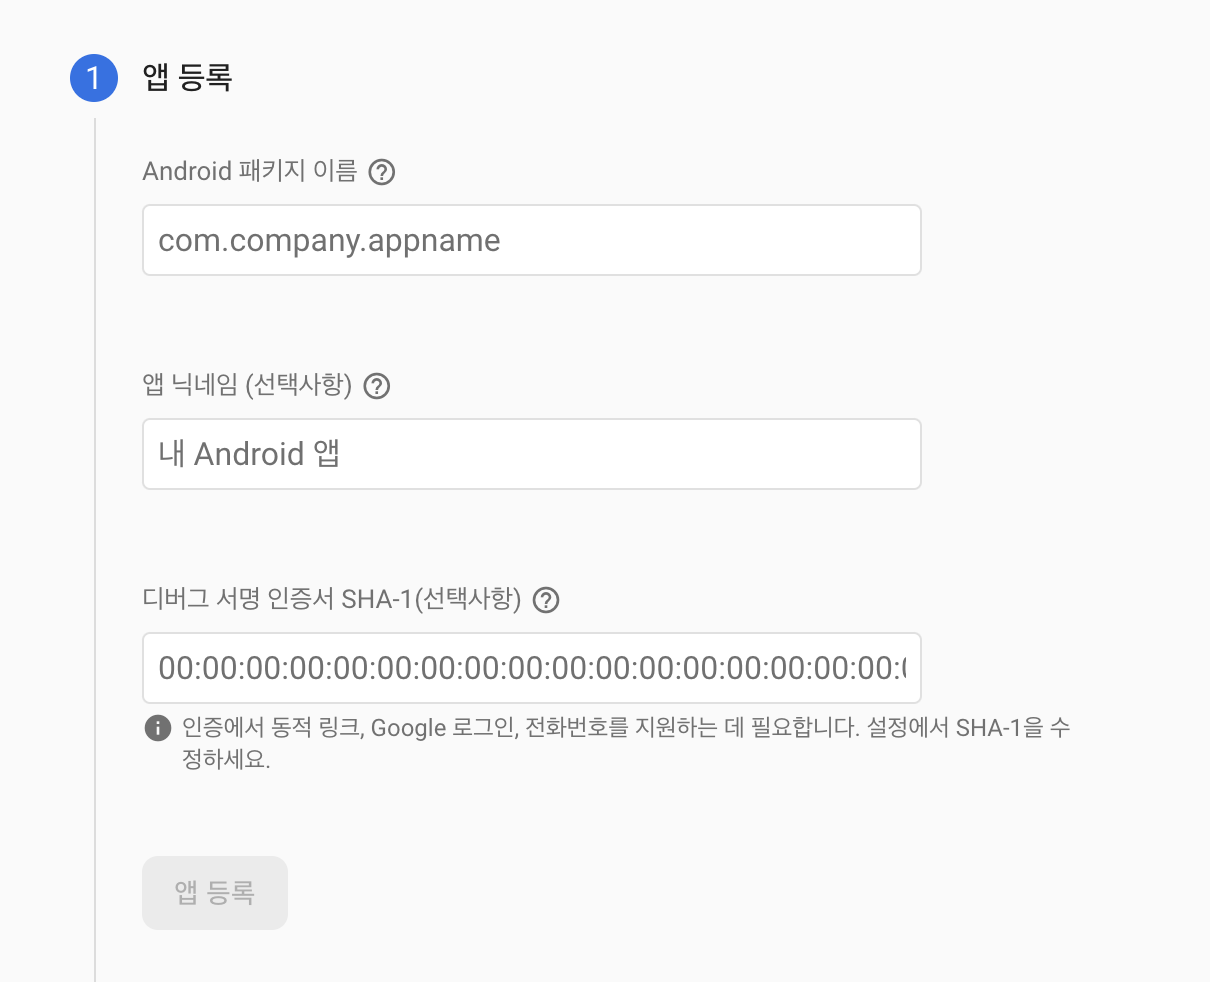 1 앱 등록
Android 패키지 이름
com.company.appname
앱 닉네임 (선택사항)
내 Android 앱
디버그 서명 인증서 SHA-1(선택사항)
00:00:00:00:00:00:00:00:00:00:00:00:00:00:00:00:00:
인증에서 동적 링크, Google 로그인, 전화번호를 지원하는 데 필요합니다. 설정에서 SHA-1을 수
정하세요.
앱 등록